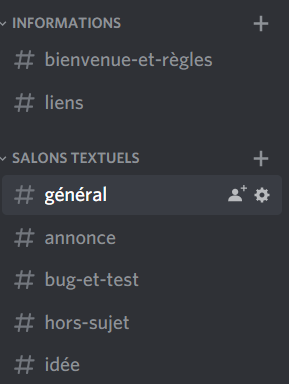 INFORMATIONS
# bienvenue-et-règles
# liens
SALONS TEXTUELS
# général
# annonce
# bug-et-test
# hors-sujet
# idée